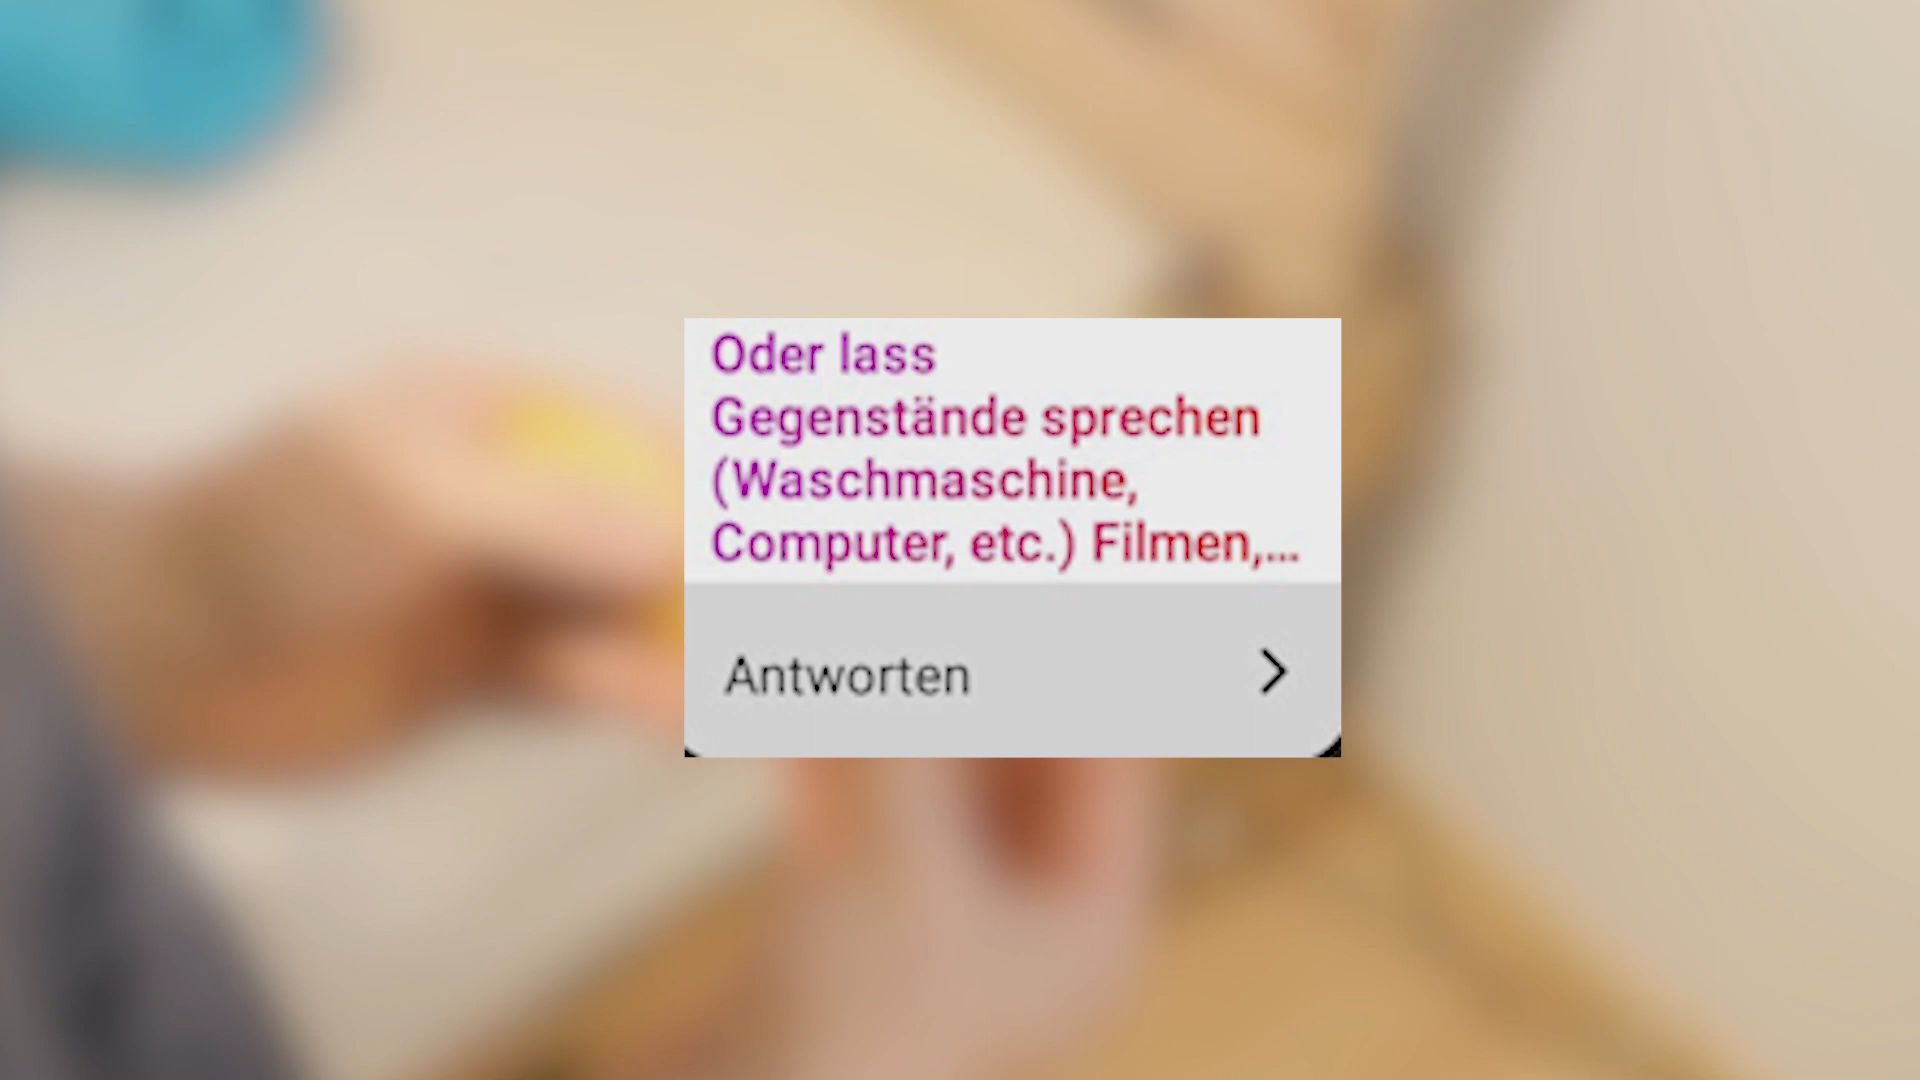 Oder lass
Gegenstände sprechen
(Waschmaschine,
Computer, etc.) Filmen,...
Antworten